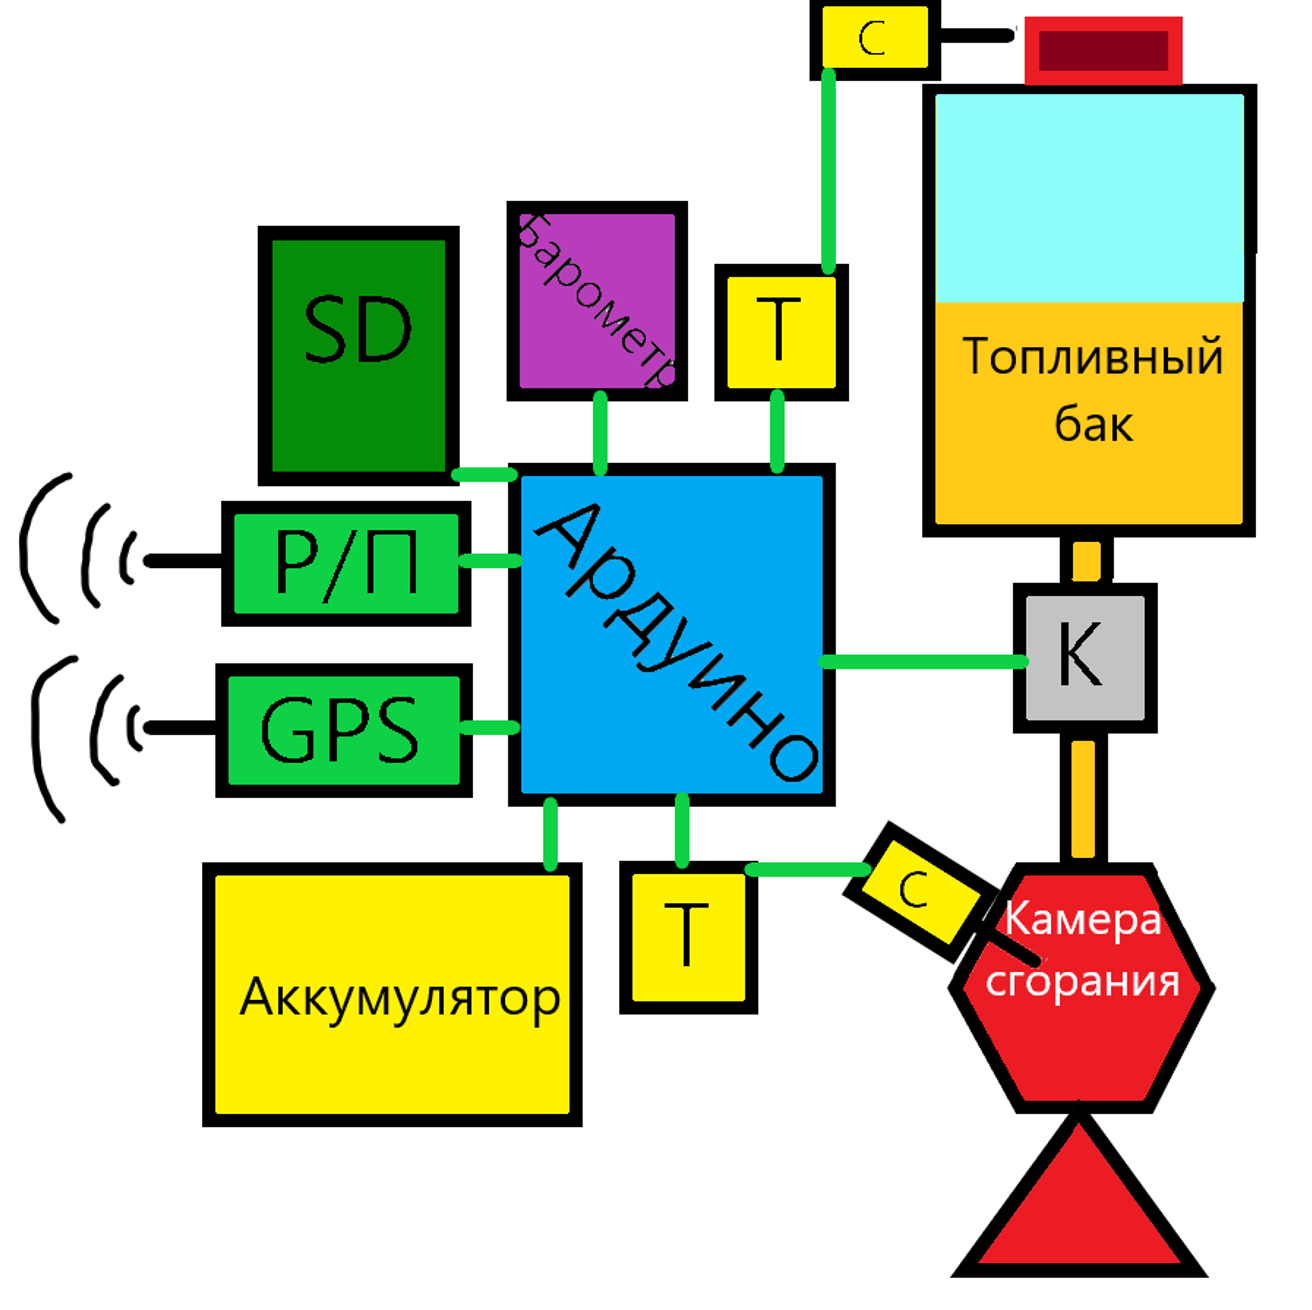 С
SD
Барометр
Т
Топливный
бак
Р/П
Ардуино
К
GPS
С
Камера
сгорания
Т
Аккумулятор